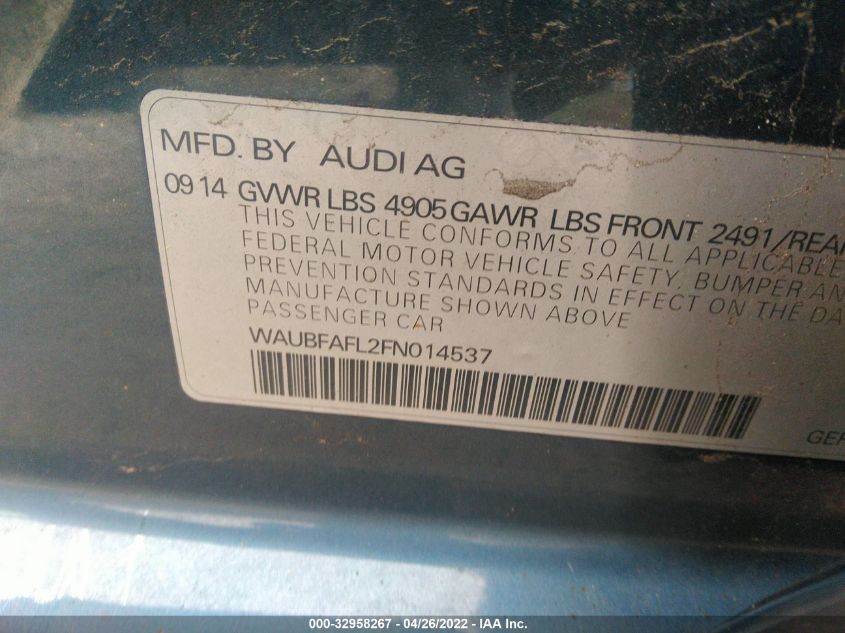 MFD. BY AUDI AG
09 14 GVWR LBS 4905 GAWR LBS FRONT 2491/REAR
THIS VEHICLE CONFORMS TO ALL APPLICABLE
FEDERAL MOTOR VEHICLE SAFETY, BUMPER AN
PREVENTION STANDARDS IN EFFECT ON THE DA
MANUFACTURE SHOWN ABOVE
PASSENGER CAR
WAUBFAFL2FN014537
GER
000-32958267 - 04/26/2022 - IAA Inc.